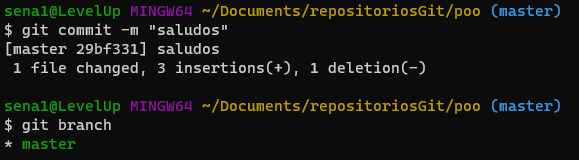 sena1@LevelUp MINGW64 ~/Documents/repositoriosGit/poo (master)
$ git commit -m "saludos"
[master 29bf331] saludos
 1 file changed, 3 insertions(+), 1 deletion(-)

sena1@LevelUp MINGW64 ~/Documents/repositoriosGit/poo (master)
$ git branch
* master